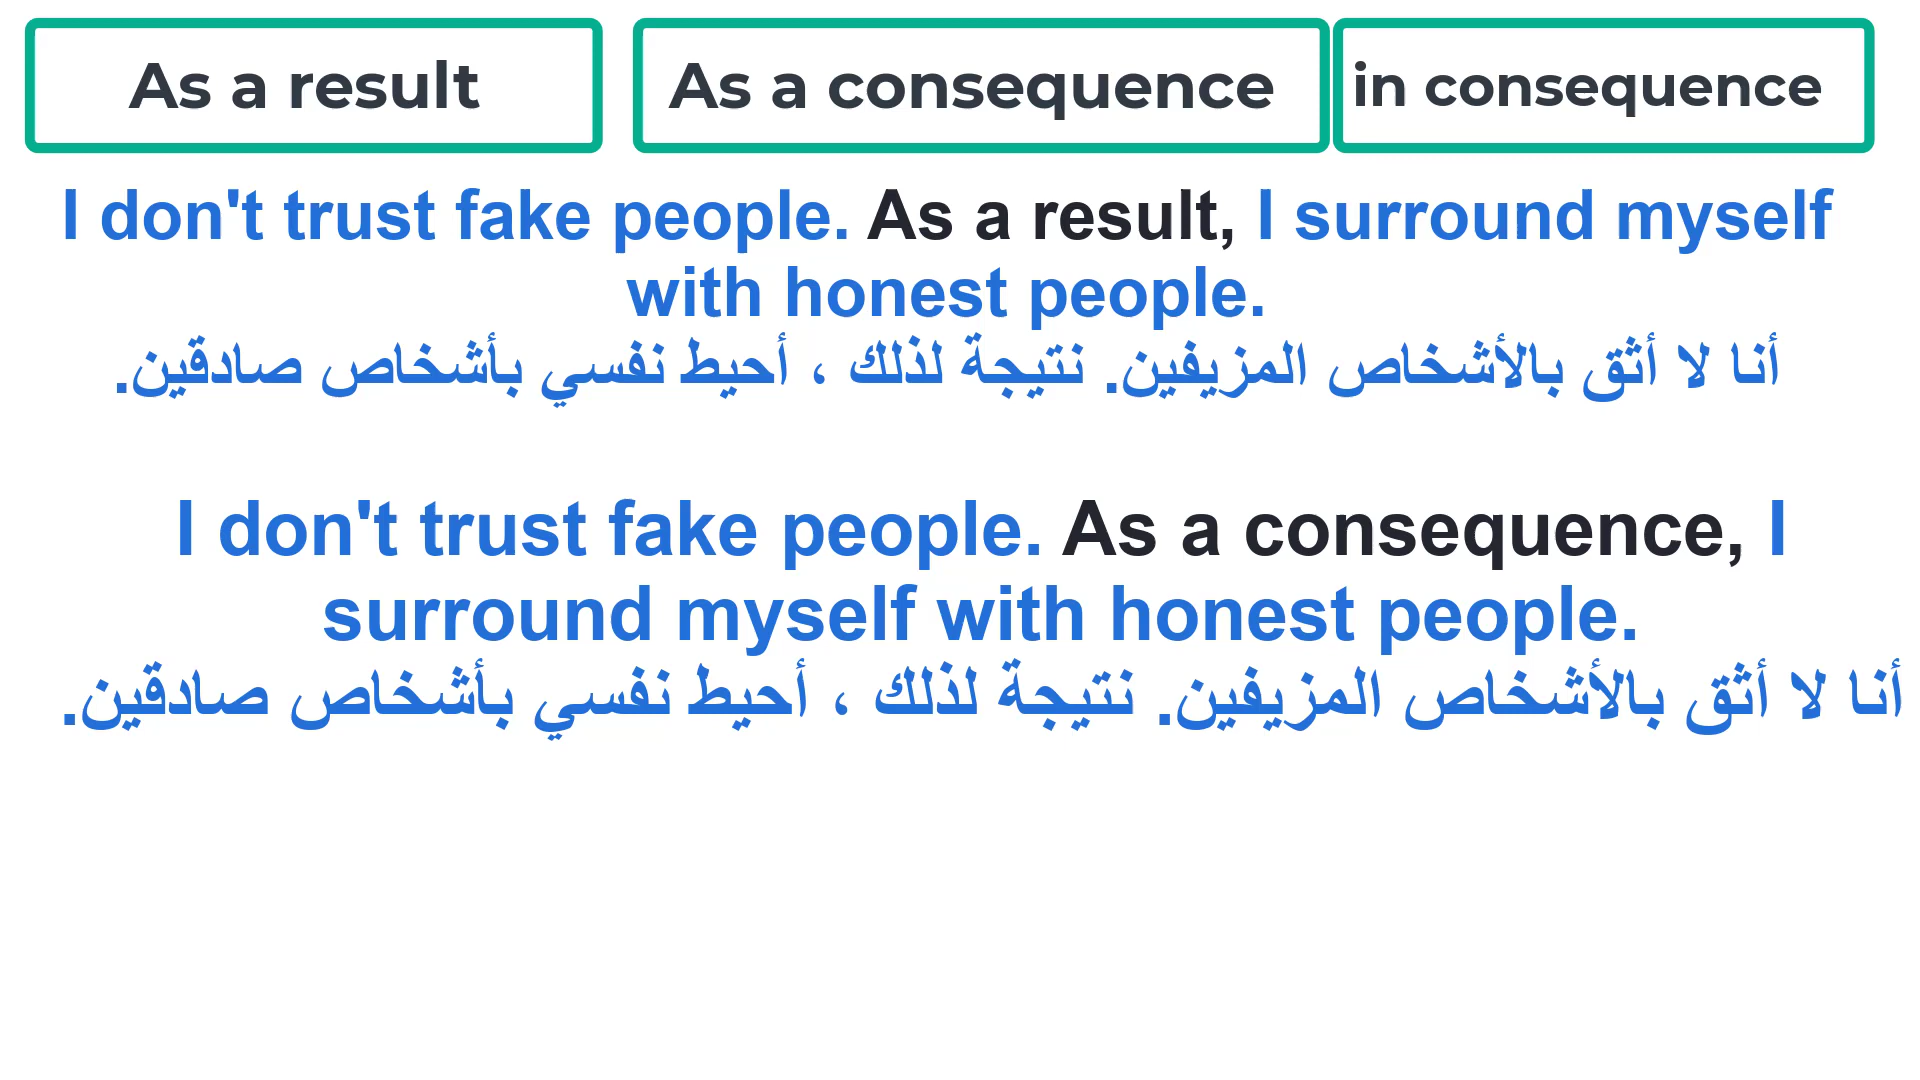 As a result
As a consequence
in consequence
I don't trust fake people. As a result, I surround myself
with honest people.
أنا لا أثق بالأشخاص المزيفين. نتيجة لذلك ، أحيط نفسي بأشخاص صادقين.
I don't trust fake people. As a consequence, I
surround myself with honest people.
أنا لا أثق بالأشخاص المزيفين. نتيجة لذلك ، أحيط نفسي بأشخاص صادقين.